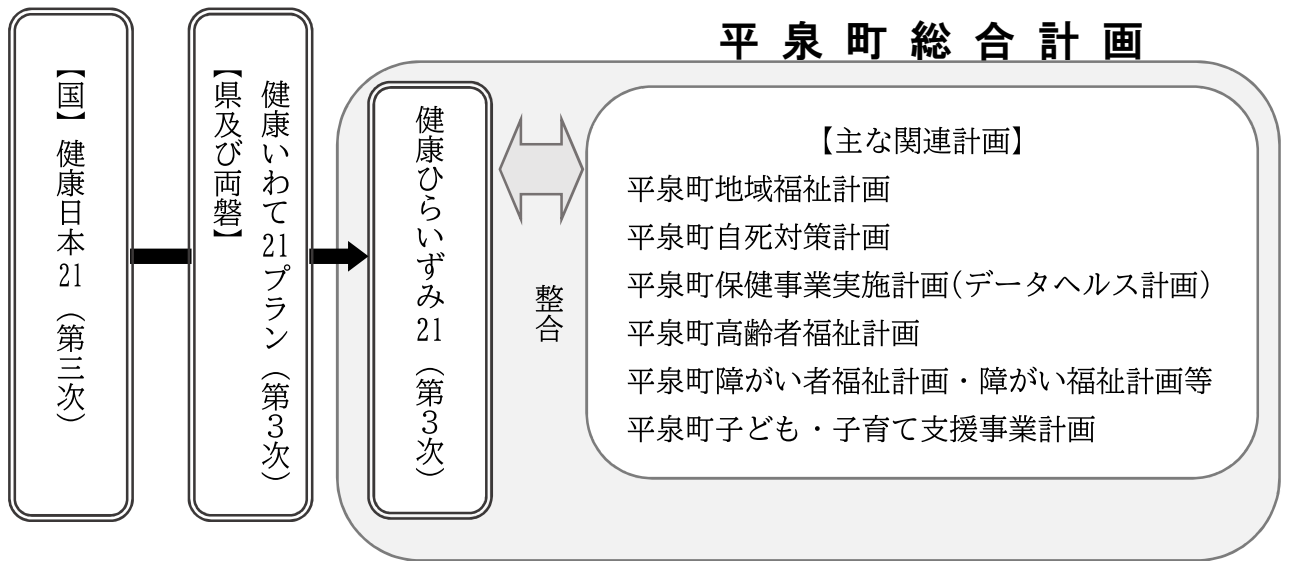 平泉町総合計画
【国】健康日本21（第三次）
健康いわて21プラン（第３次）
【県及び両磐】
健康ひらいずみ21（第３次）
整合
【主な関連計画】
平泉町地域福祉計画
平泉町自死対策計画
平泉町保健事業実施計画(データヘルス計画)
平泉町高齢者福祉計画
平泉町障がい者福祉計画・障がい福祉計画等
平泉町子ども・子育て支援事業計画